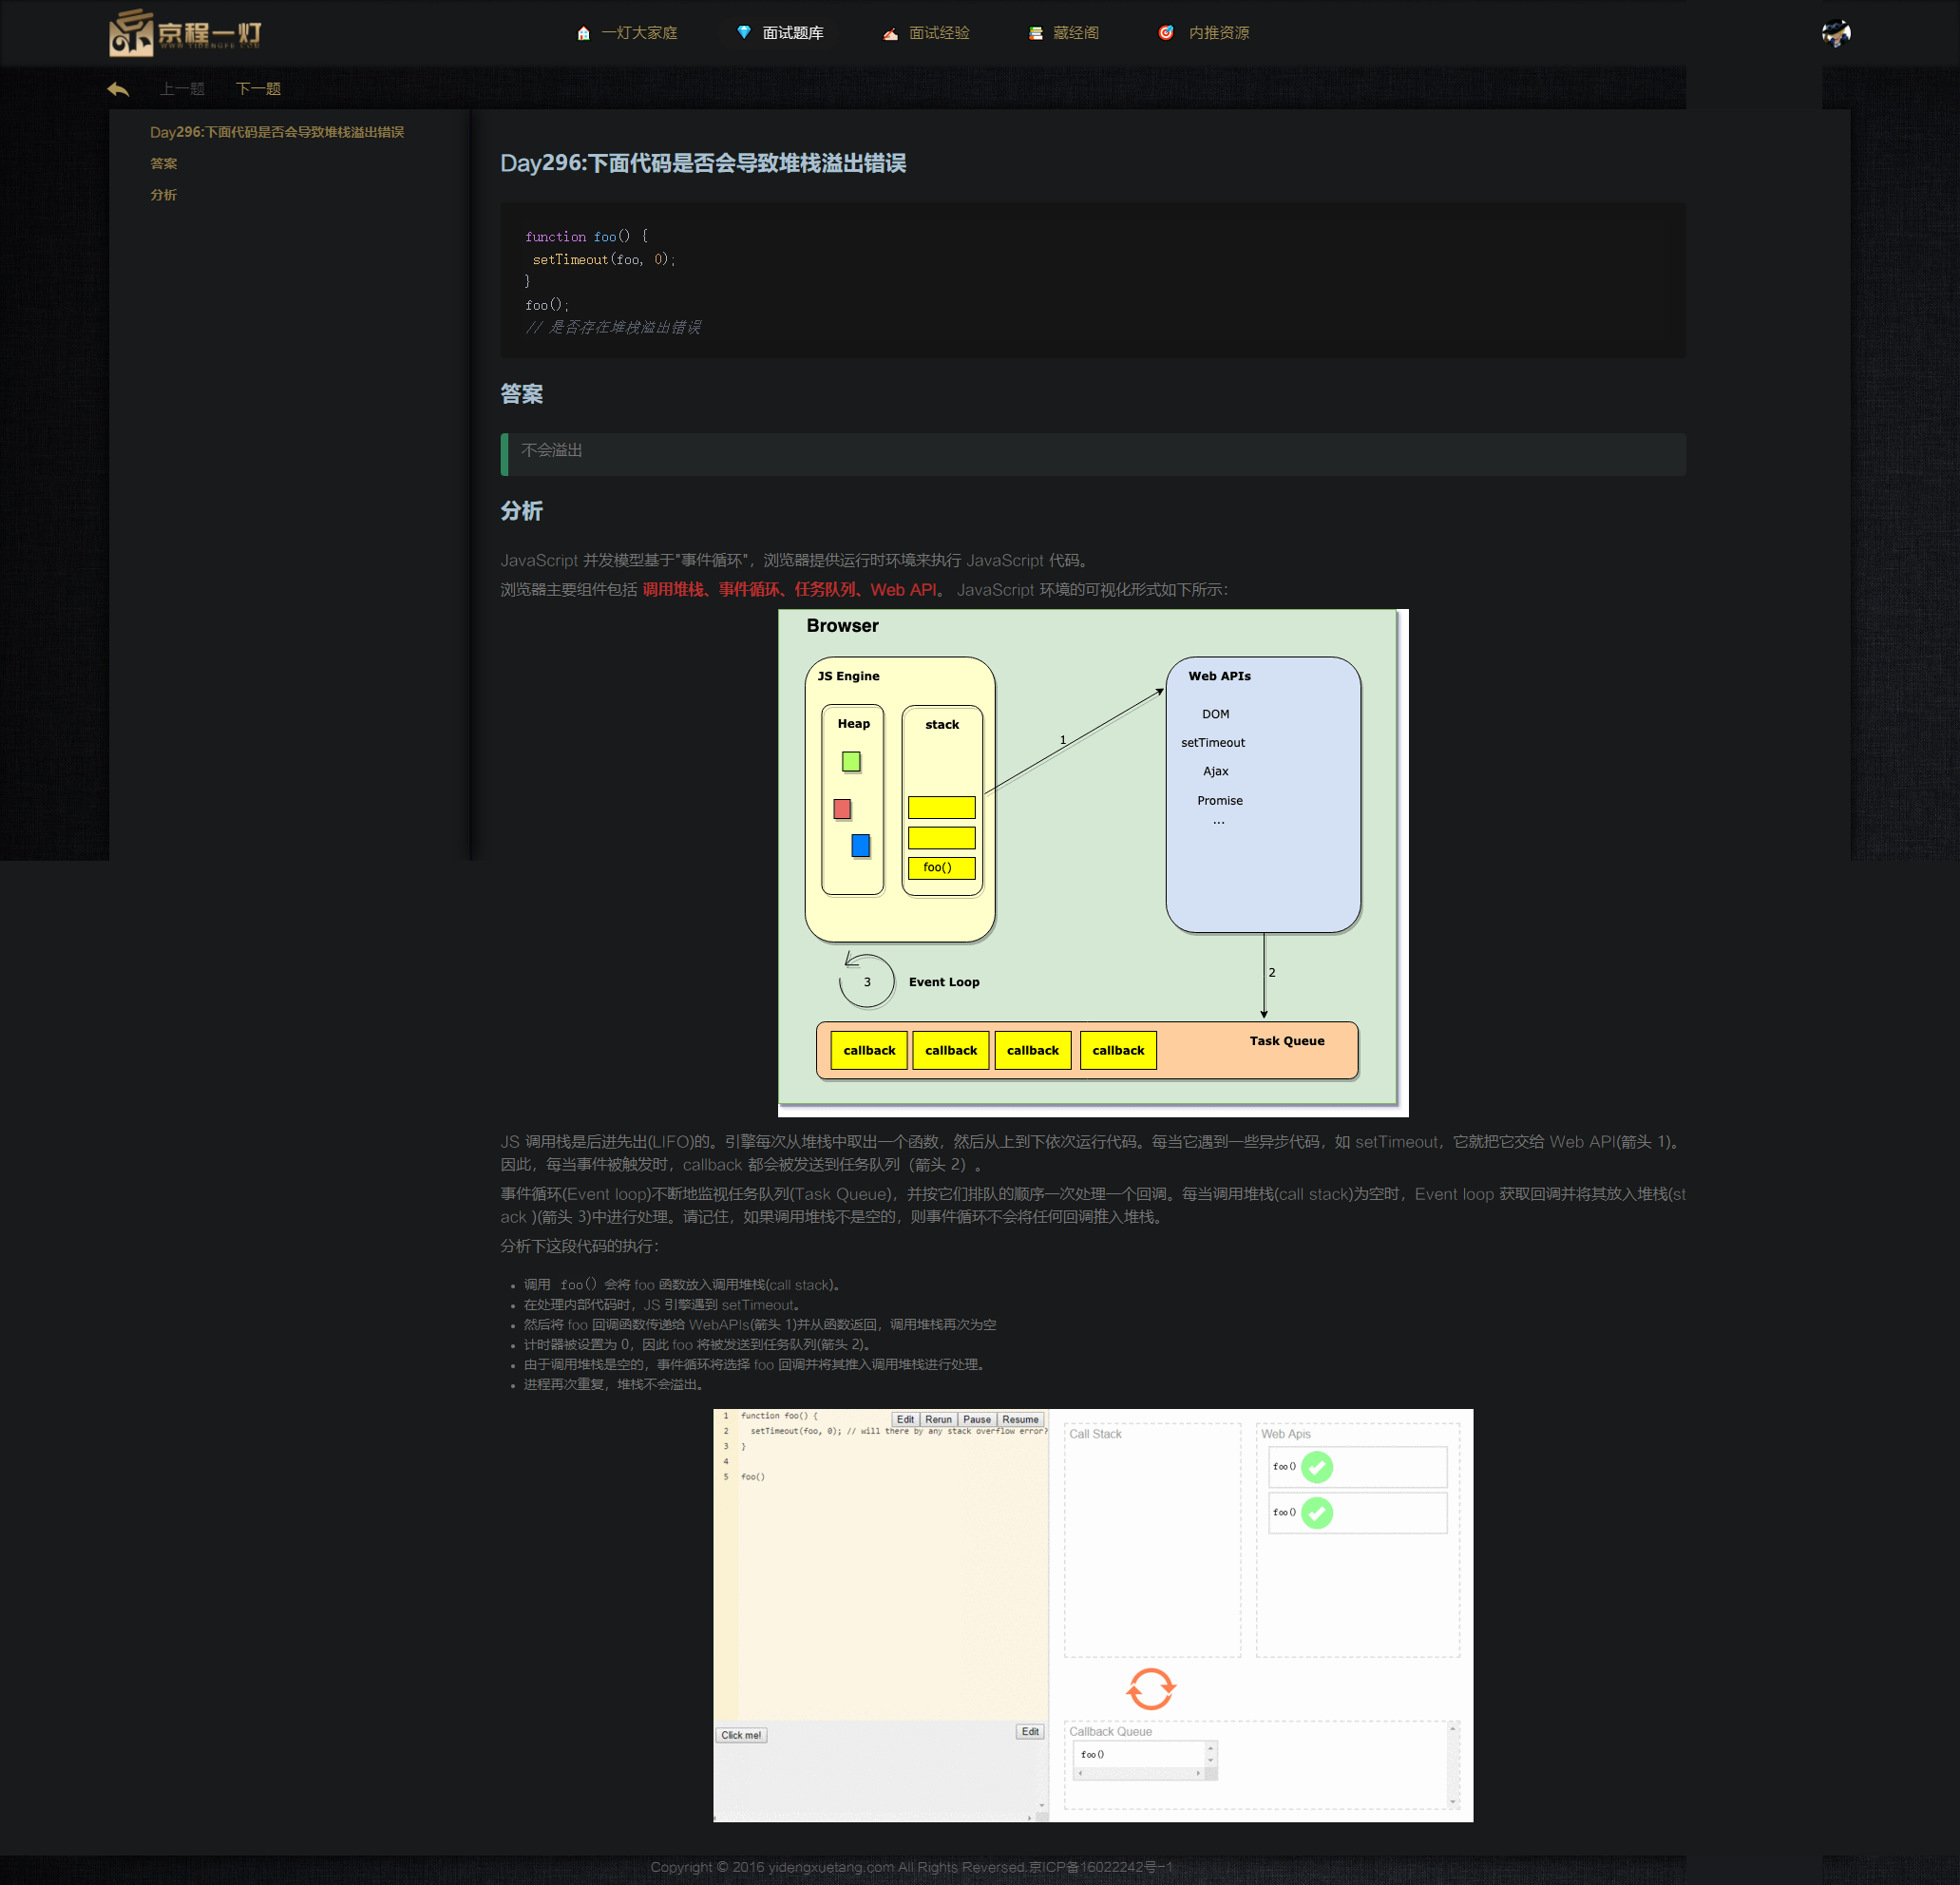 京程一灯
WWW.YIDENGFE.COM
一灯大家庭
面试题库
面试经验
藏经阁
内推资源
上一题
下一题
Day296:下面代码是否会导致堆栈溢出错误
答案
分析
Day296:下面代码是否会导致堆栈溢出错误
function foo() {
setTimeout(foo, 0);
}
foo();
// 是否存在堆栈溢出错误
答案
不会溢出
分析
JavaScript 并发模型基于"事件循环"，浏览器提供运行时环境来执行 JavaScript 代码。
浏览器主要组件包括 调用堆栈、事件循环、任务队列、Web API。 JavaScript 环境的可视化形式如下所示：
Browser
JS Engine
Heap
stack
foo()
1
Web APIs
DOM
setTimeout
Ajax
Promise
...
2
3
Event Loop
callback
callback
callback
callback
Task Queue
JS 调用栈是后进先出(LIFO)的。引擎每次从堆栈中取出一个函数，然后从上到下依次运行代码。每当它遇到一些异步代码，如 setTimeout，它就把它交给 Web API(箭头 1)。
因此，每当事件被触发时，callback 都会被发送到任务队列（箭头 2）。
事件循环(Event loop)不断地监视任务队列(Task Queue)，并按它们排队的顺序一次处理一个回调。每当调用堆栈(call stack)为空时，Event loop 获取回调并将其放入堆栈(st
ack )(箭头 3)中进行处理。请记住，如果调用堆栈不是空的，则事件循环不会将任何回调推入堆栈。
分析下这段代码的执行：
调用 foo() 会将 foo 函数放入调用堆栈(call stack)。
在处理内部代码时，JS 引擎遇到 setTimeout。
然后将 foo 回调函数传递给 WebAPIs(箭头 1)并从函数返回，调用堆栈再次为空
计时器被设置为 0，因此 foo 将被发送到任务队列(箭头 2)。
由于调用堆栈是空的，事件循环将选择 foo 回调并将其推入调用堆栈进行处理。
进程再次重复，堆栈不会溢出。
Edit
Rerun
Pause
Resume
1 function foo() {
2 setTimeout(foo, 0); // will there by any stack overflow error?
3 }
4
5 foo()
Click me!
Edit
Call Stack
Web Apis
foo()
foo()
Callback Queue
foo()
Copyright © 2016 yidengxuetang.com All Rights Reversed.京ICP备16022242号-1